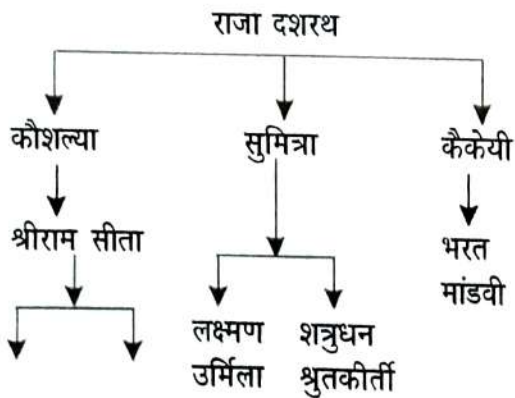 राजा दशरथ
कौशल्या सुमित्रा कैकेयी
श्रीराम सीता भरत
मांडवी
लक्ष्मण शत्रुधन
उर्मिला श्रुतकीर्ती